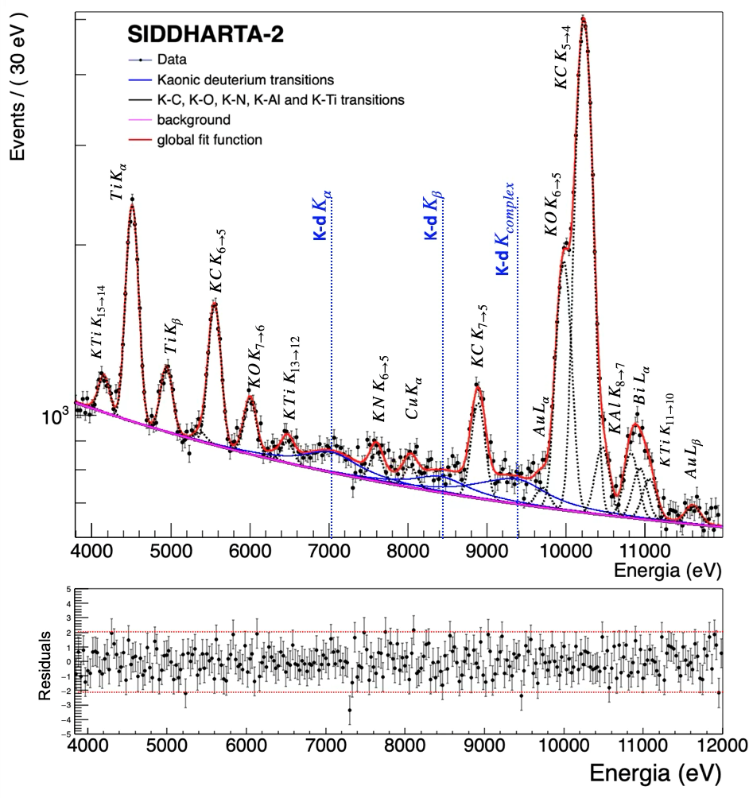 SIDDHARTA-2
Data
Kaonic deuterium transitions
K-C, K-O, K-N, K-Al and K-Ti transitions
background
global fit function
Events / ( 30 eV )
10³
KTi K₁₅→₁₄
Ti Kα
Ti Kβ
KC K₆→₅
KO K₇→₆
KTi K₁₃→₁₂
K-d Kα
KN K₆→₅
Cu Kα
K-d Kβ
KC K₇→₅
K-d Kcomplex
Au Lα
KO K₆→₅
KC K₅→₄
K Al K₈→₇
Bi Lα
KTi K₁₁→₁₀
Au Lβ
4000 5000 6000 7000 8000 9000 10000 11000
Energia (eV)
Residuals
5
4
3
2
1
0
−1
−2
−3
−4
−5
4000 5000 6000 7000 8000 9000 10000 11000 12000
Energia (eV)